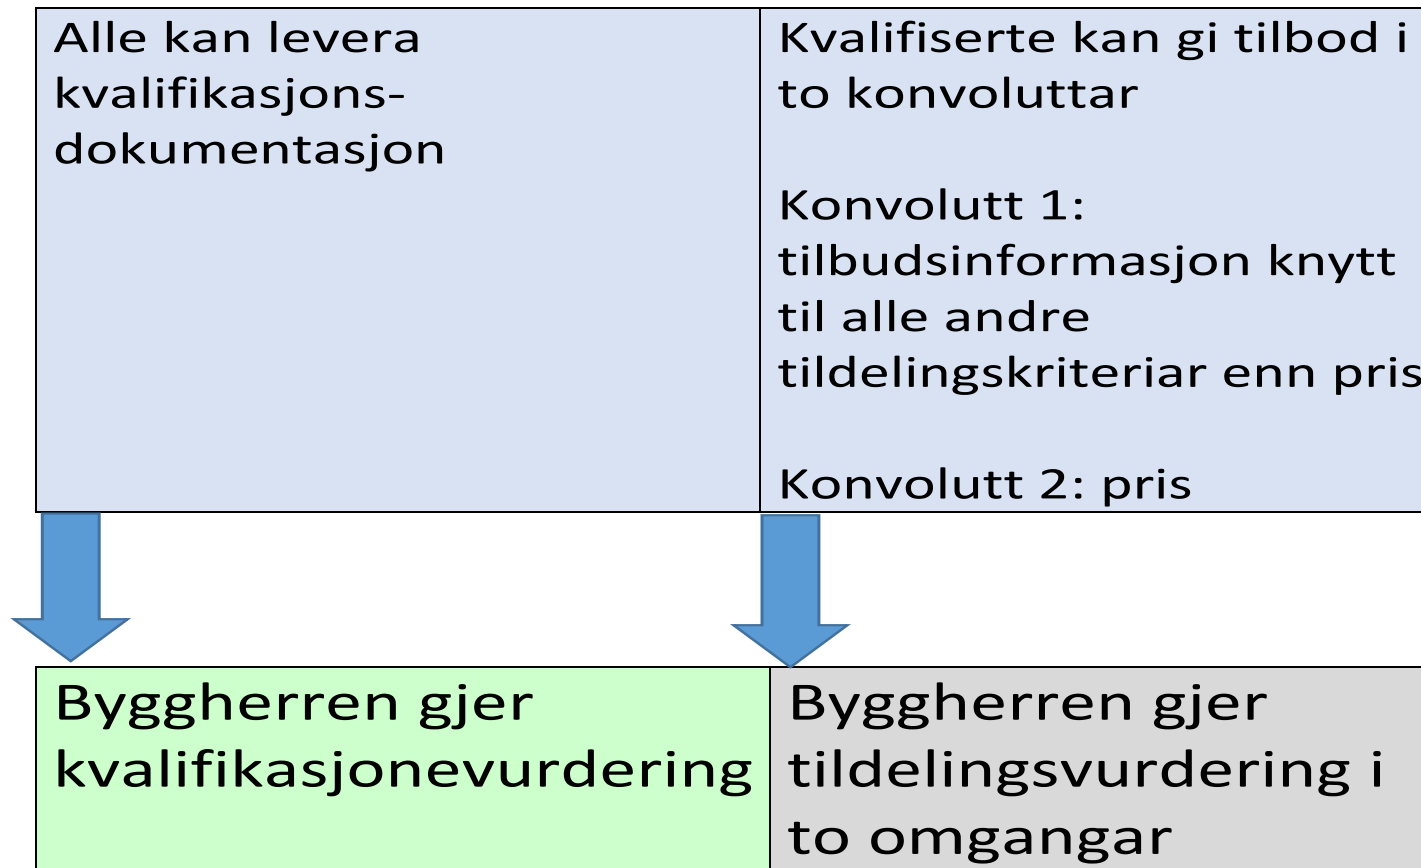 Alle kan levera
kvalifikasjons-
dokumentasjon
Kvalifiserte kan gi tilbod i
to konvoluttar
Konvolutt 1:
tilbudsinformasjon knytt
til alle andre
tildelingskriteriar enn pris
Konvolutt 2: pris
Byggherren gjer
kvalifikasjonevurdering
Byggherren gjer
tildelingsvurdering i
to omgangar